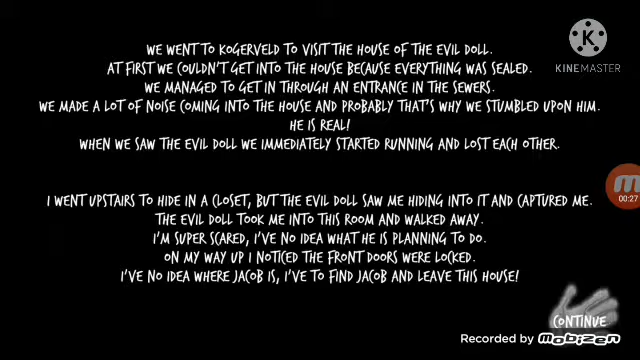 WE WENT TO KOGERVELD TO VISIT THE HOUSE OF THE EVIL DOLL.
AT FIRST WE COULDN'T GET INTO THE HOUSE BECAUSE EVERYTHING WAS SEALED.
WE MANAGED TO GET IN THROUGH AN ENTRANCE IN THE SEWERS.
WE MADE A LOT OF NOISE COMING INTO THE HOUSE AND PROBABLY THAT'S WHY WE STUMBLED UPON HIM.
HE IS REAL!
WHEN WE SAW THE EVIL DOLL WE IMMEDIATELY STARTED RUNNING AND LOST EACH OTHER.
I WENT UPSTAIRS TO HIDE IN A CLOSET, BUT THE EVIL DOLL SAW ME HIDING INTO IT AND CAPTURED ME.
THE EVIL DOLL TOOK ME INTO THIS ROOM AND WALKED AWAY.
I'M SUPER SCARED, I'VE NO IDEA WHAT HE IS PLANNING TO DO.
ON MY WAY UP I NOTICED THE FRONT DOORS WERE LOCKED.
I'VE NO IDEA WHERE JACOB IS, I'VE TO FIND JACOB AND LEAVE THIS HOUSE!
KINEMASTER
00:27
CONTINUE
Recorded by mobizen